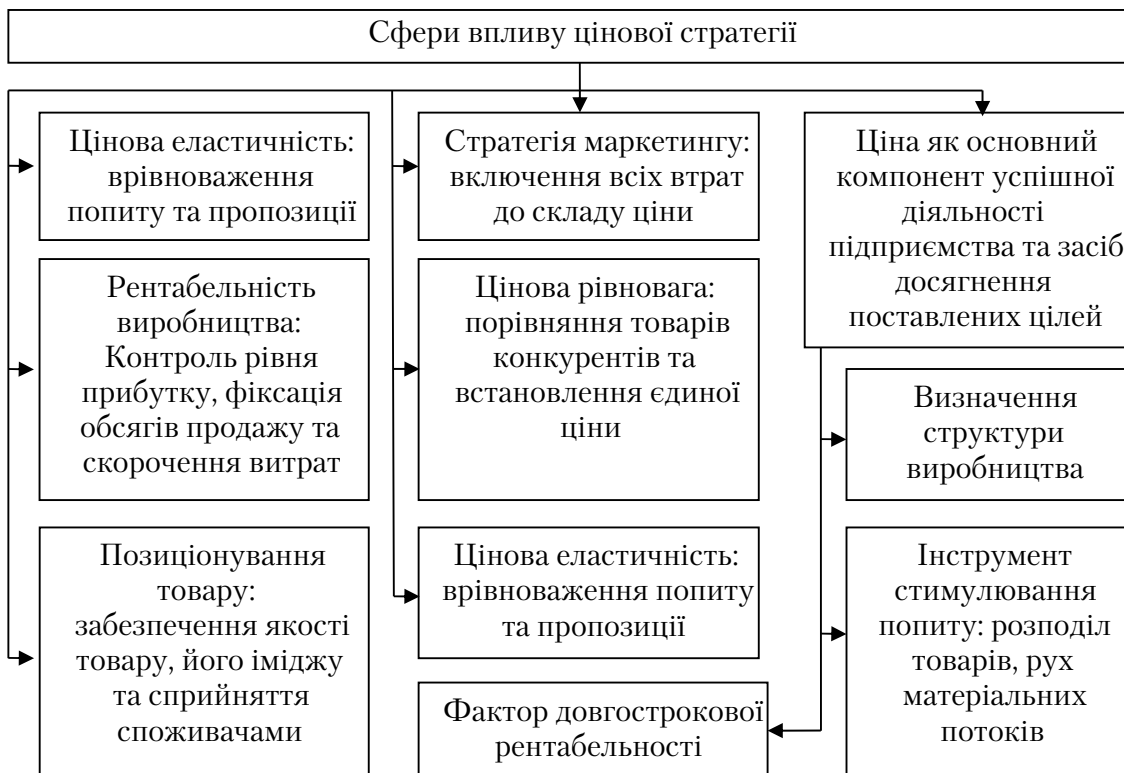 Сфери впливу цінової стратегії
Цінова еластичність:
врівноваження
попиту та пропозиції
Рентабельність
виробництва:
Контроль рівня
прибутку, фіксація
обсягів продажу та
скорочення витрат
Позиціонування
товару:
забезпечення якості
товару, його іміджу
та сприйняття
споживачами
Стратегія маркетингу:
включення всіх втрат
до складу ціни
Цінова рівновага:
порівняння товарів
конкурентів та
встановлення єдиної
ціни
Цінова еластичність:
врівноваження попиту
та пропозиції
Фактор довгострокової
рентабельності
Ціна як основний
компонент успішної
діяльності
підприємства та засіб
досягнення
поставлених цілей
Визначення
структури
виробництва
Інструмент
стимулювання
попиту: розподіл
товарів, рух
матеріальних
потоків